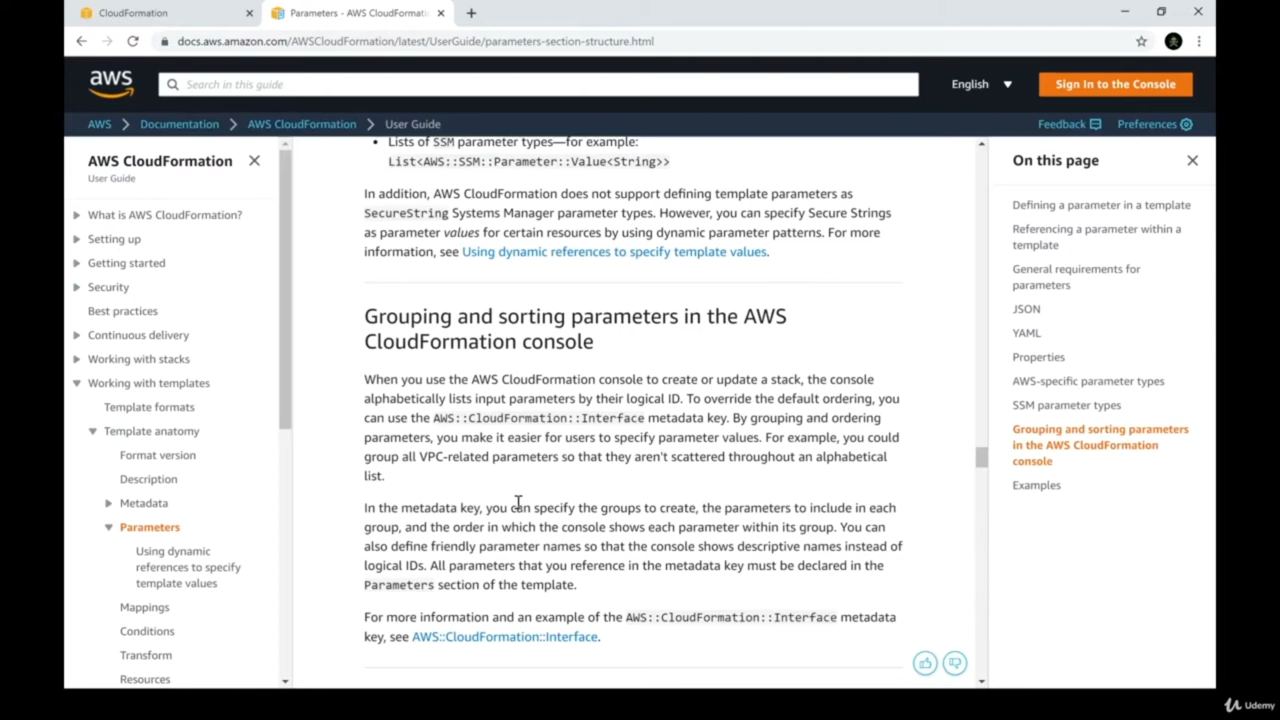 CloudFormation
Parameters - AWS CloudFormati
docs.aws.amazon.com/AWSCloudFormation/latest/UserGuide/parameters-section-structure.html
aws
Search in this guide
English
Sign In to the Console
AWS
Documentation
AWS CloudFormation
User Guide
Feedback
Preferences
AWS CloudFormation
User Guide
What is AWS CloudFormation?
Setting up
Getting started
Security
Best practices
Continuous delivery
Working with stacks
Working with templates
Template formats
Template anatomy
Format version
Description
Metadata
Parameters
Using dynamic
references to specify
template values
Mappings
Conditions
Transform
Resources
• Lists of SSM parameter types—for example:
List<AWS::SSM::Parameter::Value<String>>
In addition, AWS CloudFormation does not support defining template parameters as
SecureString Systems Manager parameter types. However, you can specify Secure Strings
as parameter values for certain resources by using dynamic parameter patterns. For more
information, see Using dynamic references to specify template values.
Grouping and sorting parameters in the AWS
CloudFormation console
When you use the AWS CloudFormation console to create or update a stack, the console
alphabetically lists input parameters by their logical ID. To override the default ordering, you
can use the AWS::CloudFormation::Interface metadata key. By grouping and ordering
parameters, you make it easier for users to specify parameter values. For example, you could
group all VPC-related parameters so that they aren't scattered throughout an alphabetical
list.
In the metadata key, you can specify the groups to create, the parameters to include in each
group, and the order in which the console shows each parameter within its group. You can
also define friendly parameter names so that the console shows descriptive names instead of
logical IDs. All parameters that you reference in the metadata key must be declared in the
Parameters section of the template.
For more information and an example of the AWS::CloudFormation::Interface metadata
key, see AWS::CloudFormation::Interface.
On this page
Defining a parameter in a template
Referencing a parameter within a
template
General requirements for
parameters
JSON
YAML
Properties
AWS-specific parameter types
SSM parameter types
Grouping and sorting parameters
in the AWS CloudFormation
console
Examples
Udemy